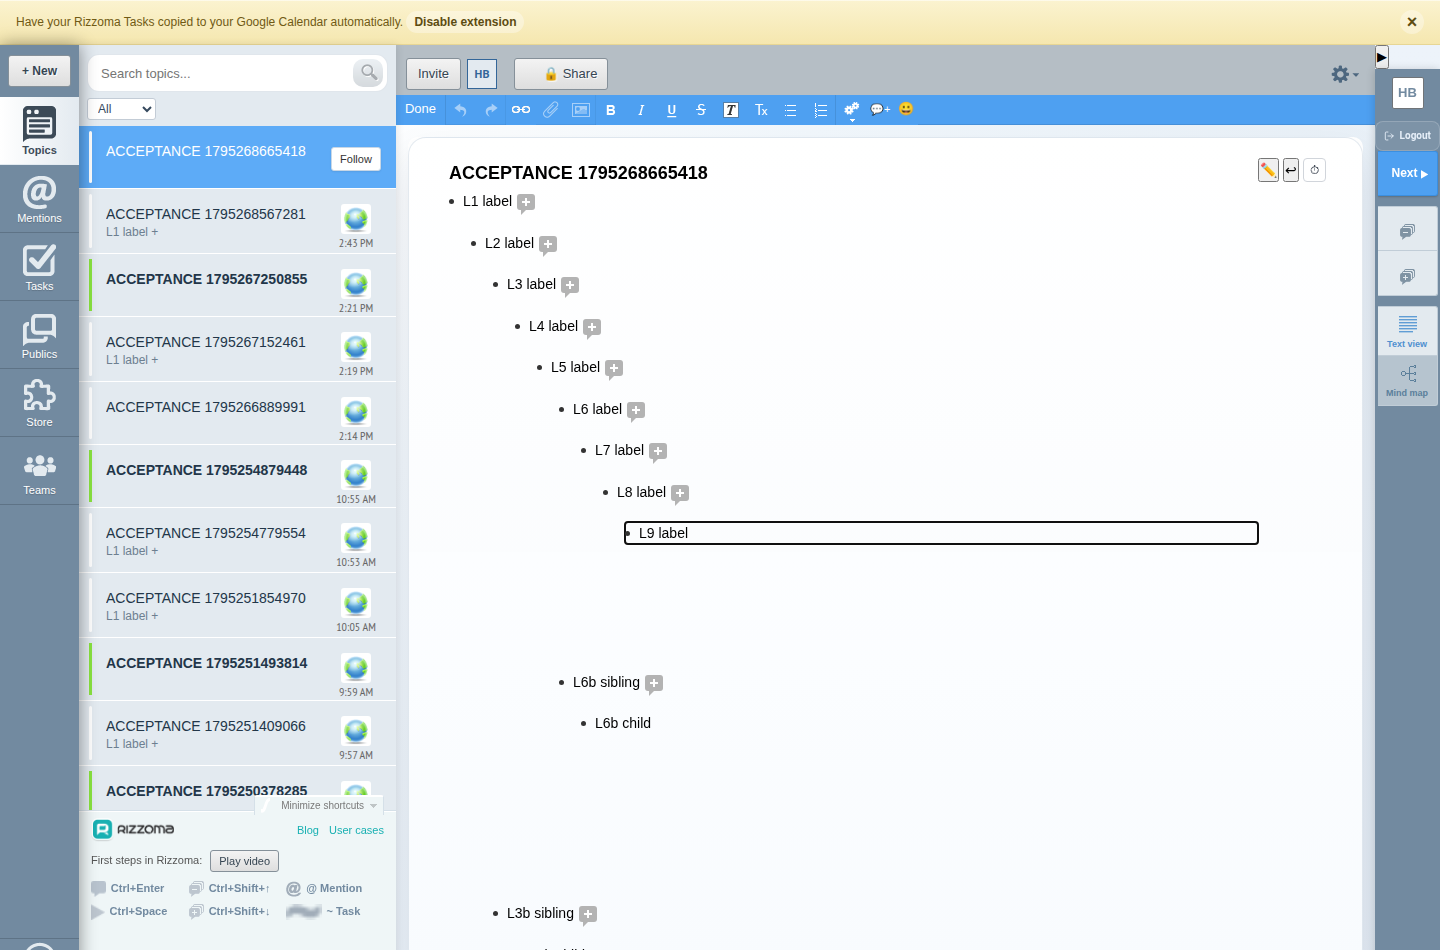 Have your Rizzoma Tasks copied to your Google Calendar automatically. Disable extension
+ New
Topics
@
Mentions
Tasks
Publics
Store
Teams
Search topics...
All
ACCEPTANCE 1795268665418
Follow
ACCEPTANCE 1795268567281
L1 label +
2:43 PM
ACCEPTANCE 1795267250855
2:21 PM
ACCEPTANCE 1795267152461
L1 label +
2:19 PM
ACCEPTANCE 1795266889991
2:14 PM
ACCEPTANCE 1795254879448
10:55 AM
ACCEPTANCE 1795254779554
L1 label +
10:53 AM
ACCEPTANCE 1795251854970
L1 label +
10:05 AM
ACCEPTANCE 1795251493814
9:59 AM
ACCEPTANCE 1795251409066
L1 label +
9:57 AM
ACCEPTANCE 1795250378285
Minimize shortcuts
RIZZOMA
Blog User cases
First steps in Rizzoma: Play video
Ctrl+Enter Ctrl+Shift+↑ @ @ Mention
Ctrl+Space Ctrl+Shift+↓ ~ Task
Invite HB 🔒 Share
Done B I U S T Tx
ACCEPTANCE 1795268665418
L1 label
L2 label
L3 label
L4 label
L5 label
L6 label
L7 label
L8 label
L9 label
L6b sibling
L6b child
L3b sibling
HB
Logout
Next ▶
Text view
Mind map